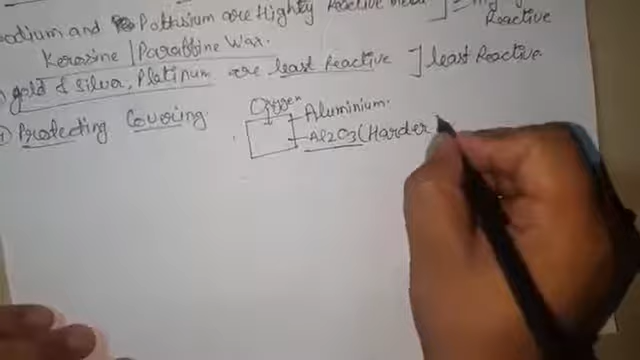 odium and Pottasium are Highly Reactive
Kerosine | Paraffine Wax.
Reactive
gold & Silver, Platinum are least Reactive ] least Reactive
Protecting Covering.
Oxygen
Aluminium.
Al2O3 (Harder